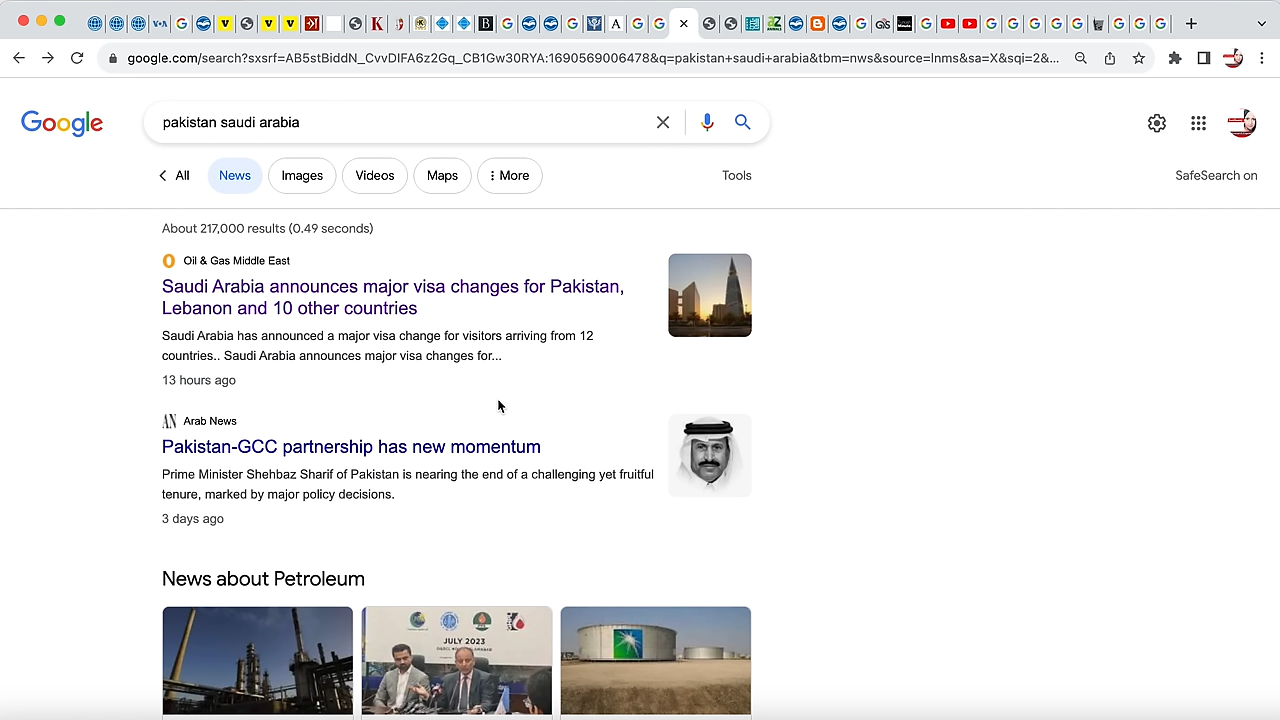 google.com/search?sxsrf=AB5stBiddN_CvvDIFA6z2Gq_CB1Gw30RYA:1690569006478&q=pakistan+saudi+arabia&tbm=nws&source=lnms&sa=X&sqi=2&...
Google
pakistan saudi arabia
All
News
Images
Videos
Maps
More
Tools
SafeSearch on
About 217,000 results (0.49 seconds)
Oil & Gas Middle East
Saudi Arabia announces major visa changes for Pakistan,
Lebanon and 10 other countries
Saudi Arabia has announced a major visa change for visitors arriving from 12
countries.. Saudi Arabia announces major visa changes for...
13 hours ago
Arab News
Pakistan-GCC partnership has new momentum
Prime Minister Shehbaz Sharif of Pakistan is nearing the end of a challenging yet fruitful
tenure, marked by major policy decisions.
3 days ago
News about Petroleum
JULY 2023